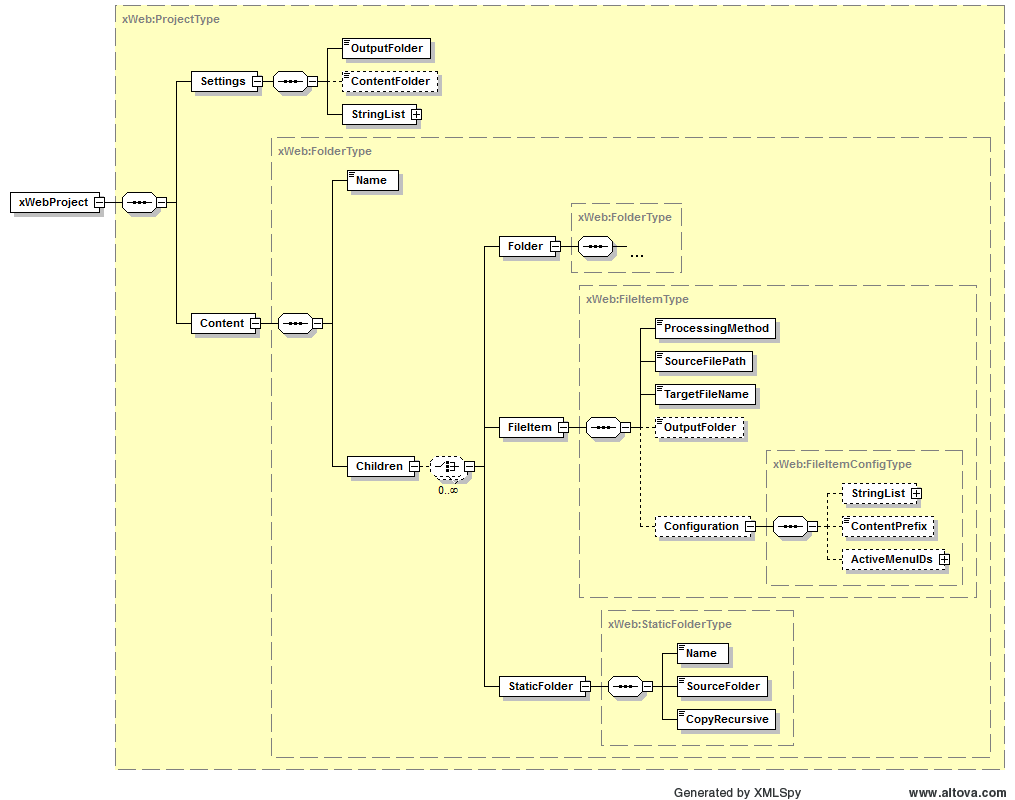 xWeb:ProjectType
OutputFolder
Settings
ContentFolder
StringList
xWeb:FolderType
Name
xWebProject
xWeb:FolderType
Folder
...
xWeb:FileItemType
Content
ProcessingMethod
SourceFilePath
TargetFileName
FileItem
OutputFolder
xWeb:FileItemConfigType
Children
0..∞
StringList
Configuration
ContentPrefix
ActiveMenuIDs
xWeb:StaticFolderType
Name
StaticFolder
SourceFolder
CopyRecursive
Generated by XMLSpy
www.altova.com